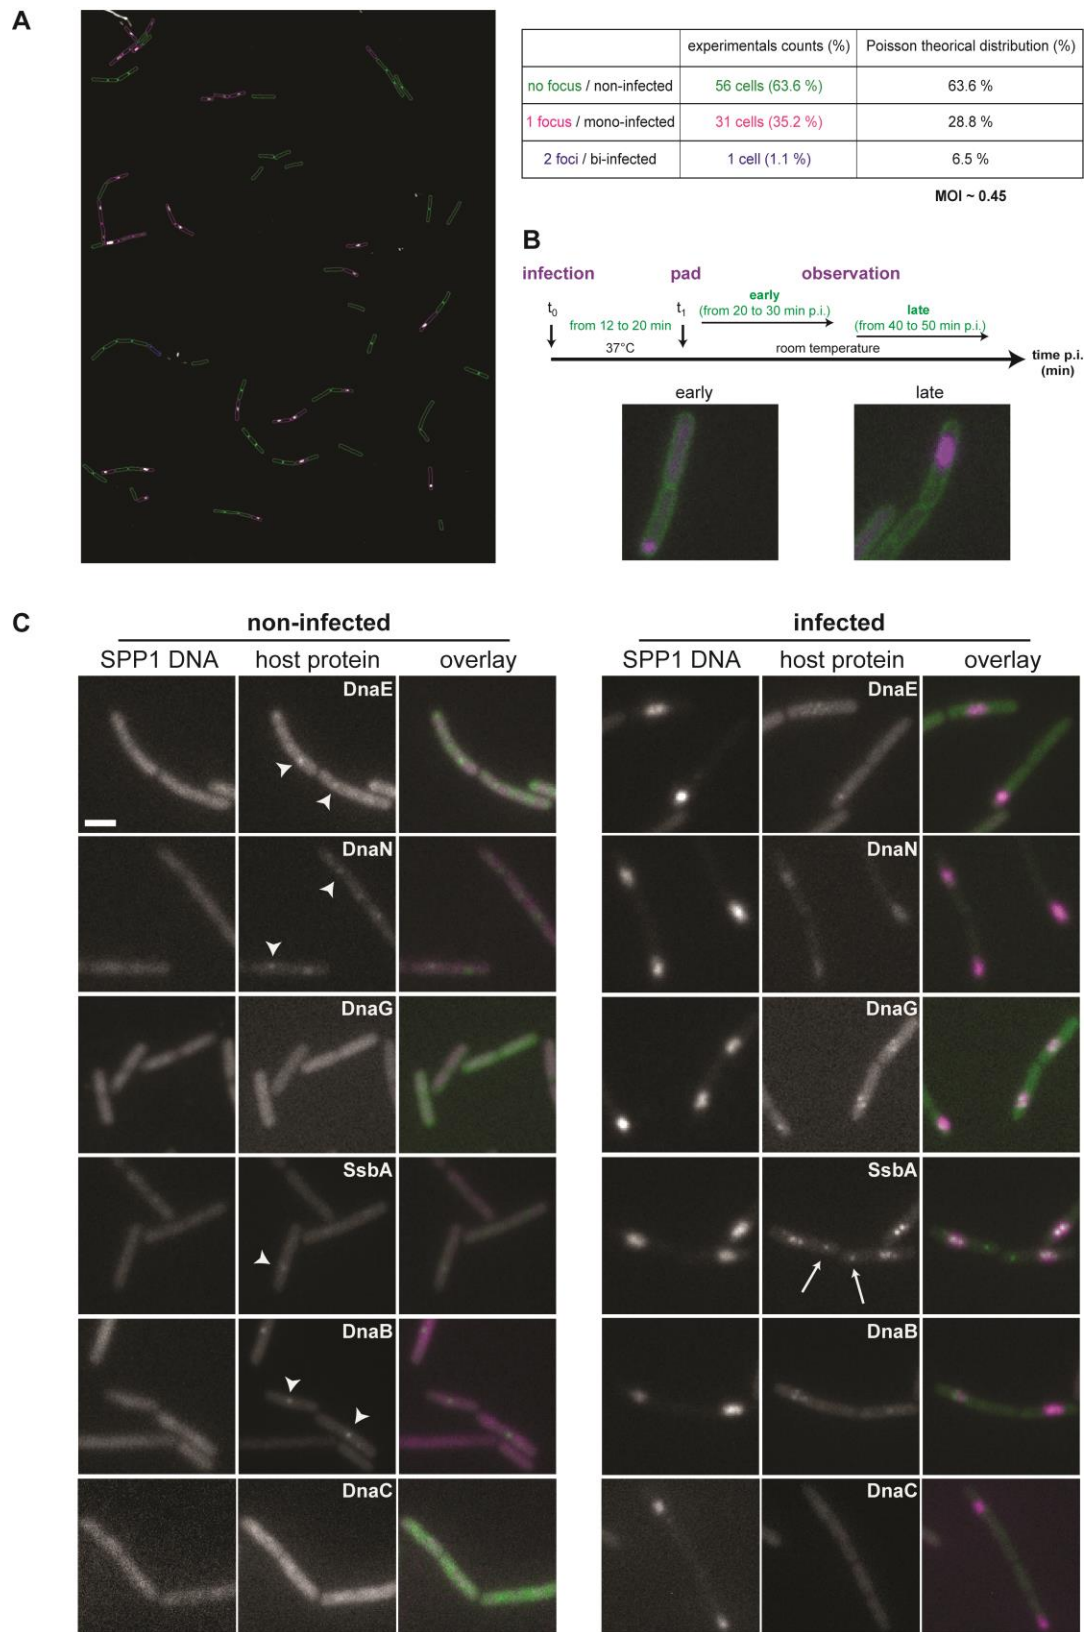 A
experimentals counts (%) Poisson theorical distribution (%)
no focus / non-infected 56 cells (63.6 %) 63.6 %
1 focus / mono-infected 31 cells (35.2 %) 28.8 %
2 foci / bi-infected 1 cell (1.1 %) 6.5 %
MOI ~ 0.45
B
infection pad observation
t0 t1 early late
from 12 to 20 min (from 20 to 30 min p.i.) (from 40 to 50 min p.i.)
37°C room temperature time p.i.
(min)
early late
C
non-infected infected
SPP1 DNA host protein overlay SPP1 DNA host protein overlay
DnaE DnaE
DnaN DnaN
DnaG DnaG
SsbA SsbA
DnaB DnaB
DnaC DnaC